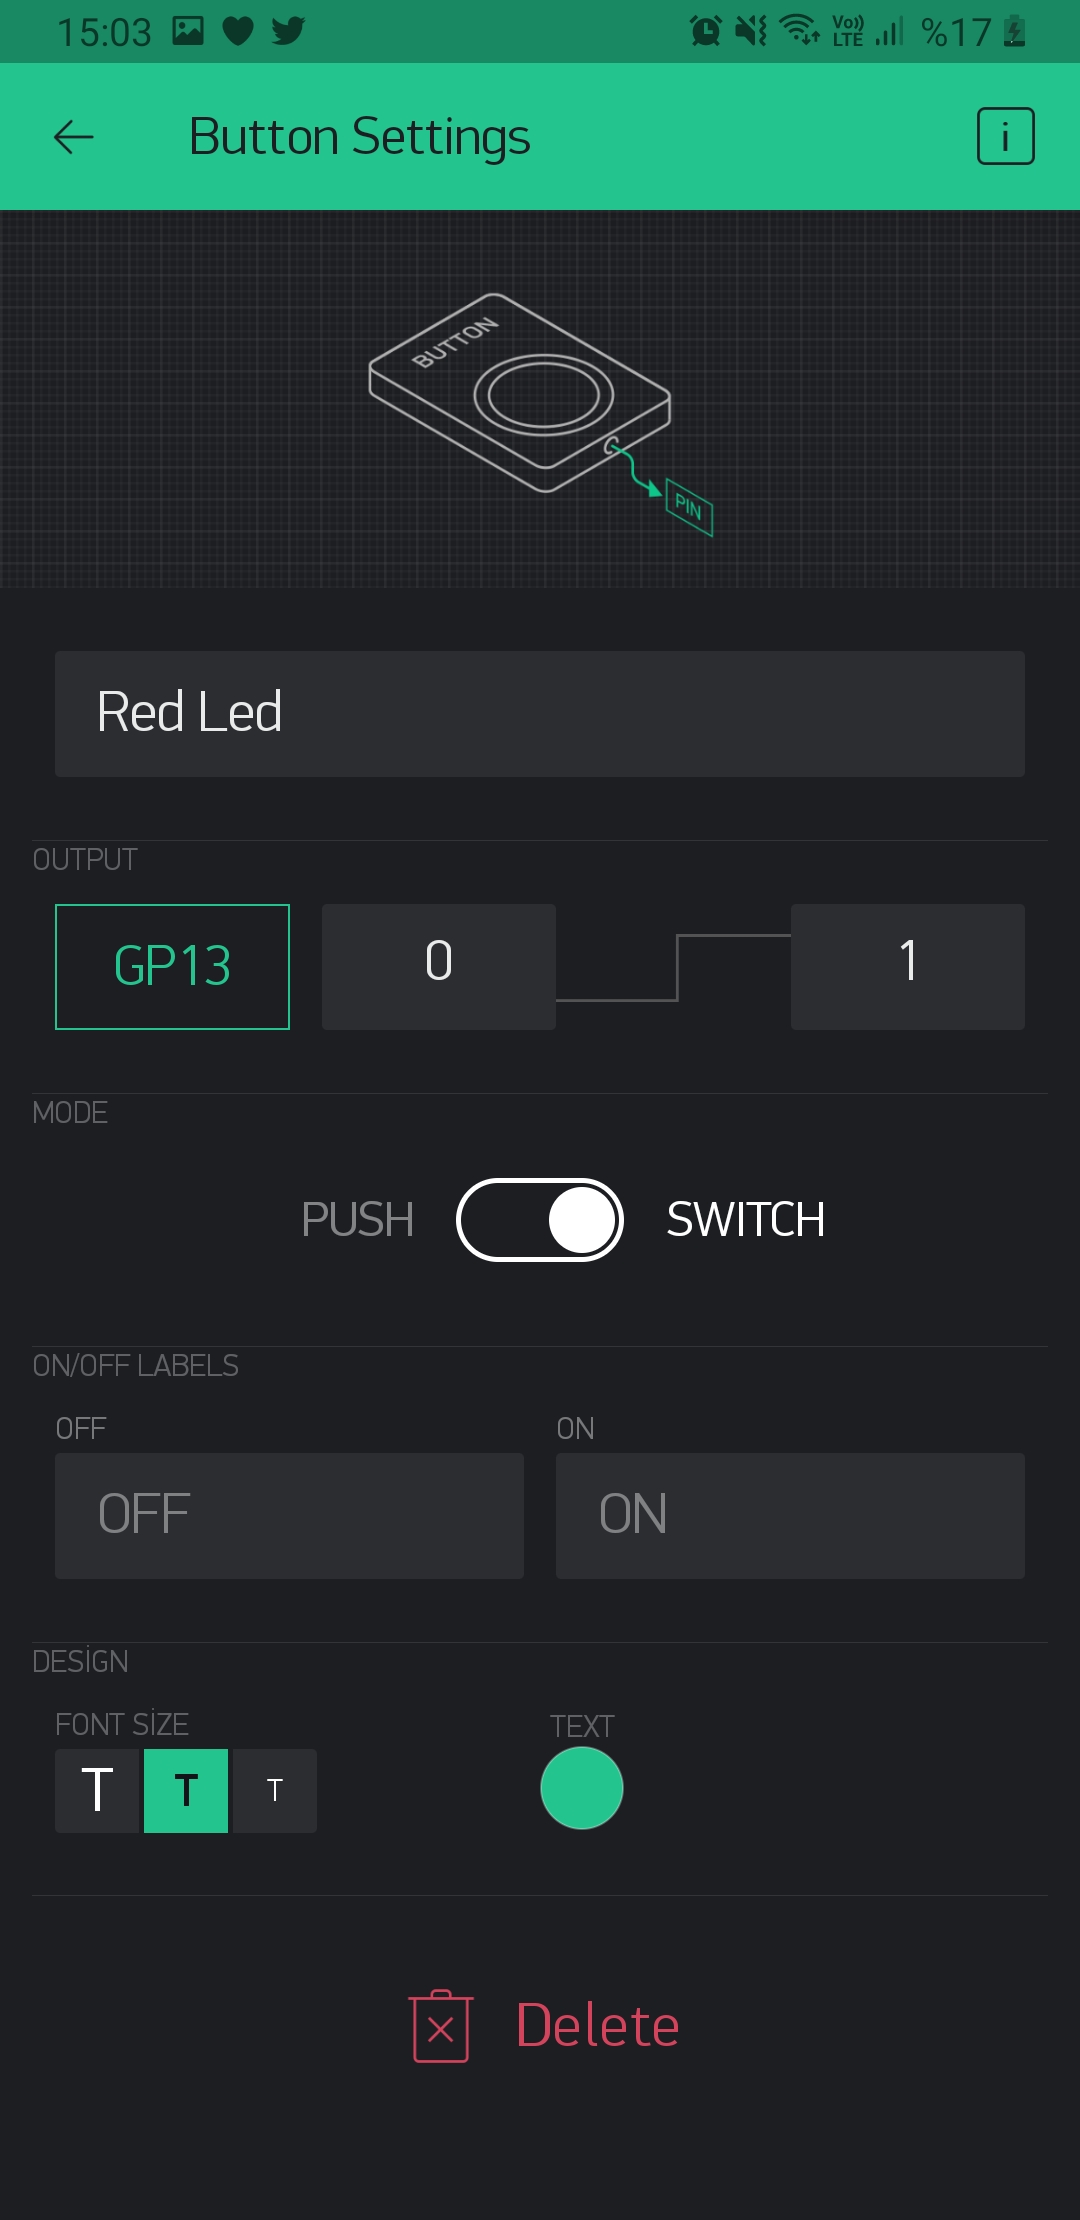 15:03 Vo)) LTE %17
Button Settings i
BUTTON
PIN
Red Led
OUTPUT
GP13 0 1
MODE
PUSH SWITCH
ON/OFF LABELS
OFF ON
OFF ON
DESİGN
FONT SİZE TEXT
T T T
Delete